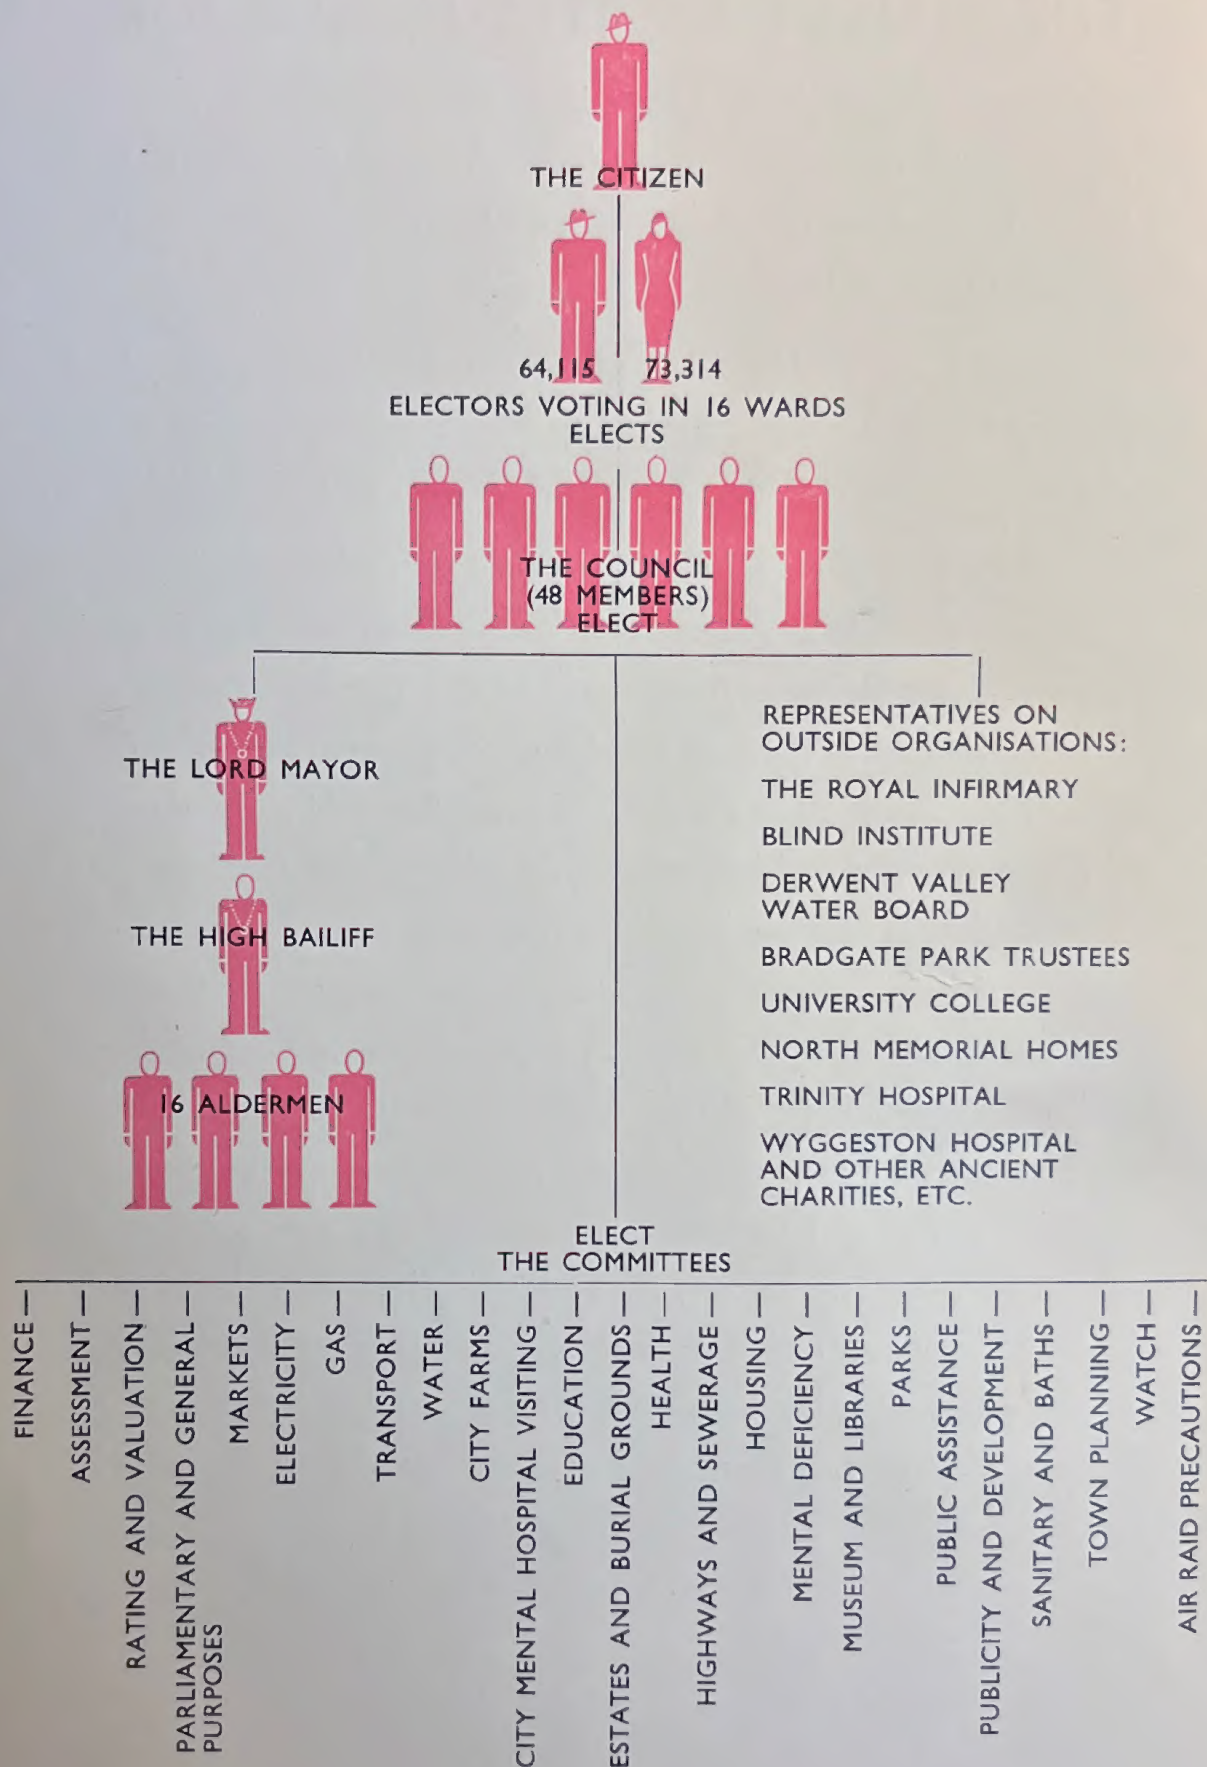 THE CITIZEN
64,115
73,314
ELECTORS VOTING IN 16 WARDS
ELECTS
THE COUNCIL
(48 MEMBERS)
ELECT
THE LORD MAYOR
THE HIGH BAILIFF
16 ALDERMEN
REPRESENTATIVES ON
OUTSIDE ORGANISATIONS:
THE ROYAL INFIRMARY
BLIND INSTITUTE
DERWENT VALLEY
WATER BOARD
BRADGATE PARK TRUSTEES
UNIVERSITY COLLEGE
NORTH MEMORIAL HOMES
TRINITY HOSPITAL
WYGGESTON HOSPITAL
AND OTHER ANCIENT
CHARITIES, ETC.
ELECT
THE COMMITTEES
FINANCE
ASSESSMENT
RATING AND VALUATION
PARLIAMENTARY AND GENERAL
PURPOSES
MARKETS
ELECTRICITY
GAS
TRANSPORT
WATER
CITY FARMS
CITY MENTAL HOSPITAL VISITING
EDUCATION
ESTATES AND BURIAL GROUNDS
HEALTH
HIGHWAYS AND SEWERAGE
HOUSING
MENTAL DEFICIENCY
MUSEUM AND LIBRARIES
PARKS
PUBLIC ASSISTANCE
PUBLICITY AND DEVELOPMENT
SANITARY AND BATHS
TOWN PLANNING
WATCH
AIR RAID PRECAUTIONS